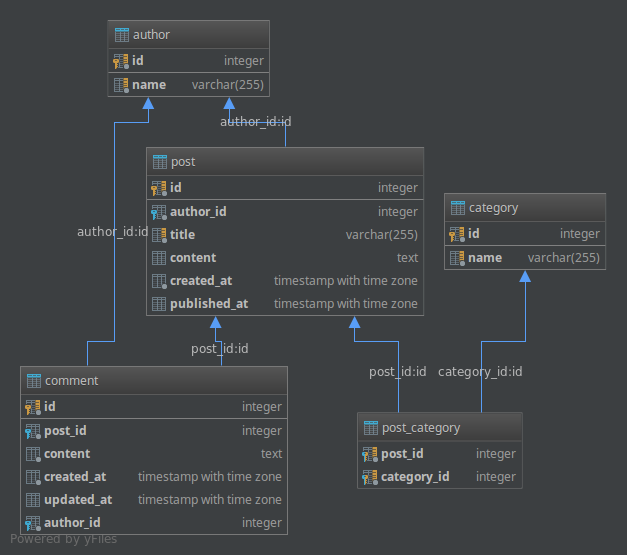 author
id integer
name varchar(255)
author_id:id
post
id integer
author_id integer
title varchar(255)
content text
created_at timestamp with time zone
published_at timestamp with time zone
category
id integer
name varchar(255)
author_id:id
post_id:id
post_id:id
category_id:id
comment
id integer
post_id integer
content text
created_at timestamp with time zone
updated_at timestamp with time zone
author_id integer
post_category
post_id integer
category_id integer
Powered by yFiles